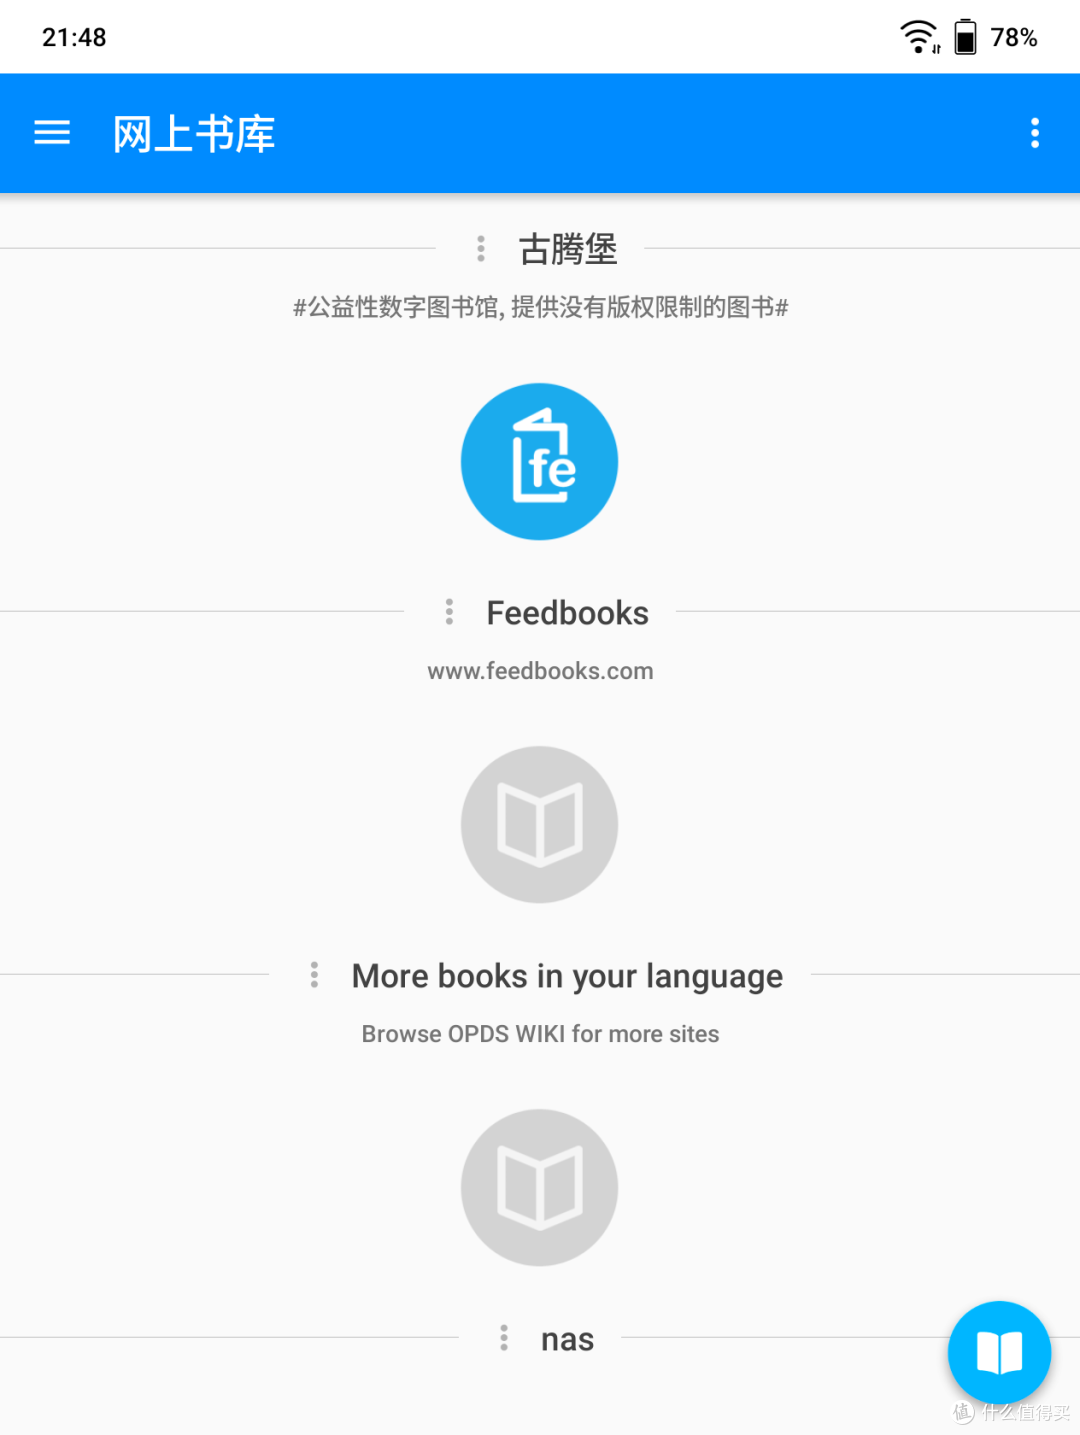 21:48
78%
网上书库
古腾堡
#公益性数字图书馆, 提供没有版权限制的图书#
fe
Feedbooks
www.feedbooks.com
More books in your language
Browse OPDS WIKI for more sites
nas
值 什么值得买